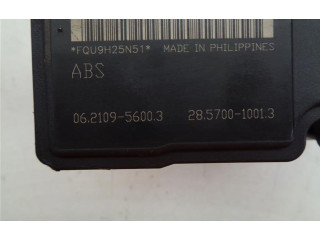 *FQU9H25N51* MADE IN PHILIPPINES
ABS
06.2109-5600.3 28.5700-1001.3